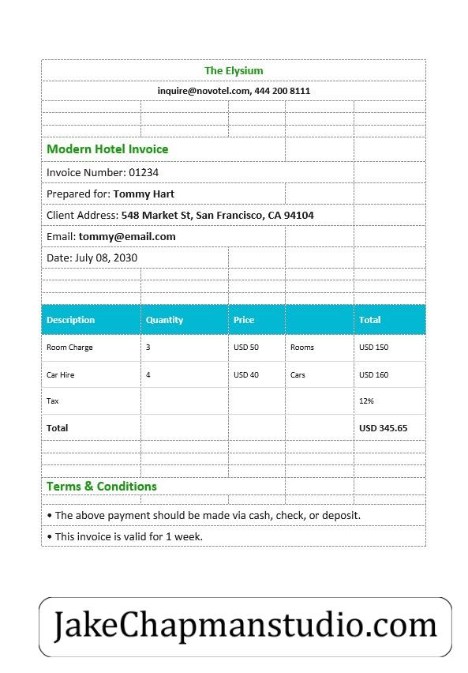 The Elysium
inquire@novotel.com, 444 200 8111
Modern Hotel Invoice
Invoice Number: 01234
Prepared for: Tommy Hart
Client Address: 548 Market St, San Francisco, CA 94104
Email: tommy@email.com
Date: July 08, 2030
Description Quantity Price Total
Room Charge 3 USD 50 Rooms USD 150
Car Hire 4 USD 40 Cars USD 160
Tax 12%
Total USD 345.65
Terms & Conditions
• The above payment should be made via cash, check, or deposit.
• This invoice is valid for 1 week.
JakeChapmanstudio.com